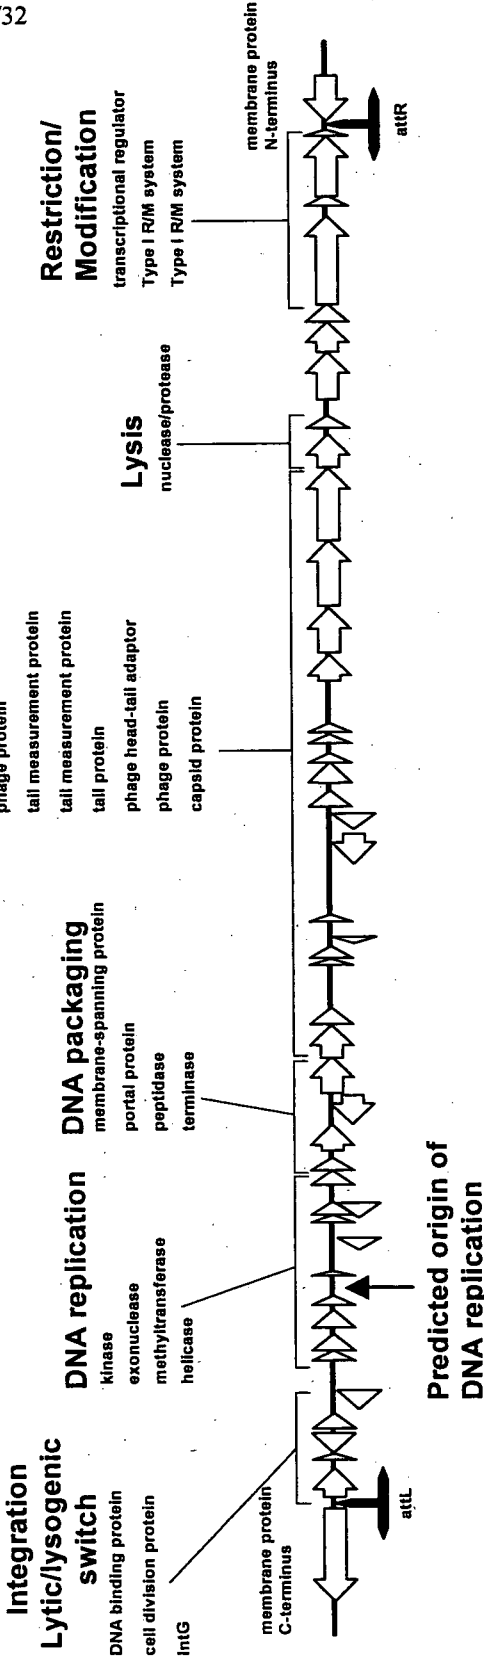 /32
Integration
Lytic/lysogenic
switch
DNA binding protein
cell division protein
IntG
DNA replication
kinase
exonuclease
methyltransferase
helicase
DNA packaging
membrane-spanning protein
portal protein
peptidase
terminase
phage protein
tail measurement protein
tail measurement protein
tail protein
phage head-tail adaptor
phage protein
capsid protein
Lysis
nuclease/protease
Restriction/
Modification
transcriptional regulator
Type I R/M system
Type I R/M system
membrane protein
C-terminus
membrane protein
N-terminus
attL
attR
Predicted origin of
DNA replication